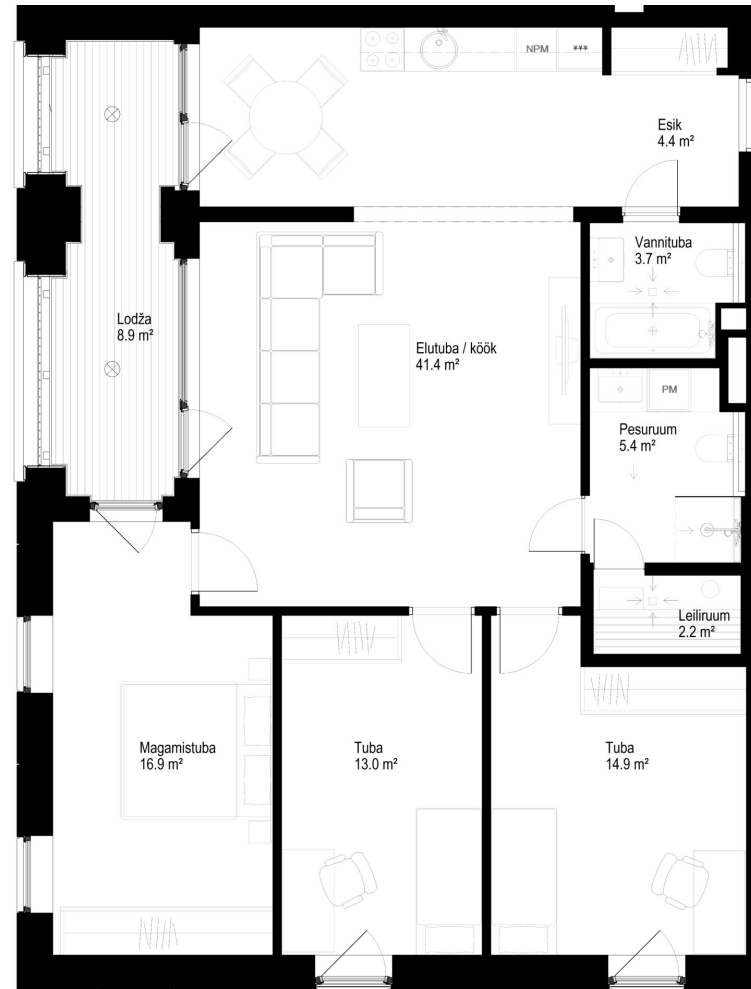 NPM
***
Esik
4.4 m²
Vannituba
3.7 m²
Lodža
8.9 m²
Elutuba / köök
41.4 m²
PM
Pesuruum
5.4 m²
Leiliruum
2.2 m²
Magamistuba
16.9 m²
Tuba
13.0 m²
Tuba
14.9 m²